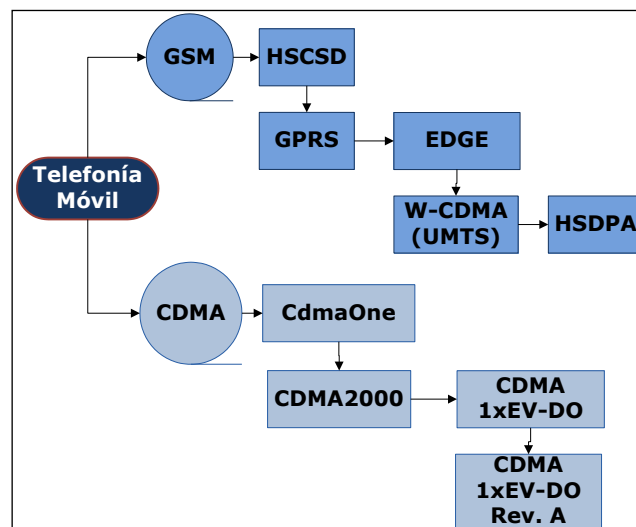 GSM
HSCSD
GPRS
EDGE
Telefonía
Móvil
W-CDMA
(UMTS)
HSDPA
CDMA
CdmaOne
CDMA2000
CDMA
1xEV-DO
CDMA
1xEV-DO
Rev. A